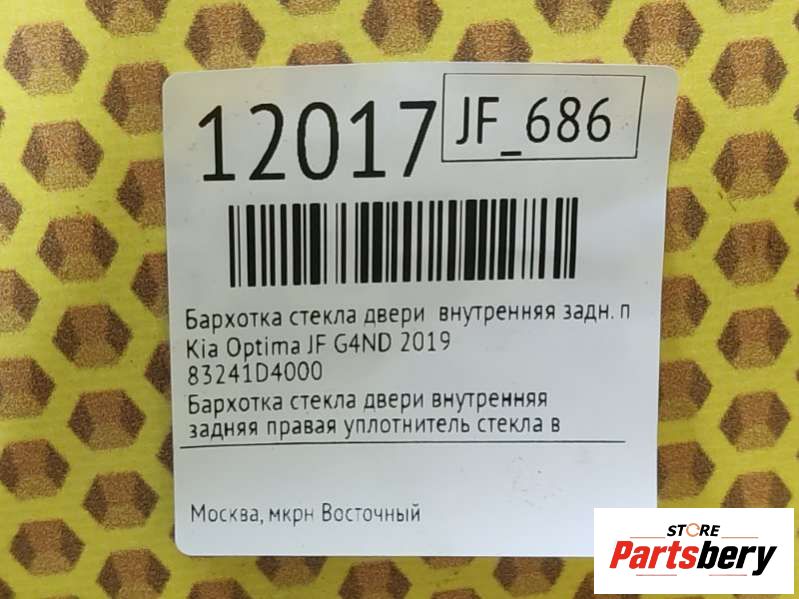 12017 JF_686
Бархотка стекла двери внутренняя задн. п
Kia Optima JF G4ND 2019
83241D4000
Бархотка стекла двери внутренняя
задняя правая уплотнитель стекла в
Москва, мкрн Восточный
STORE
Partsbery